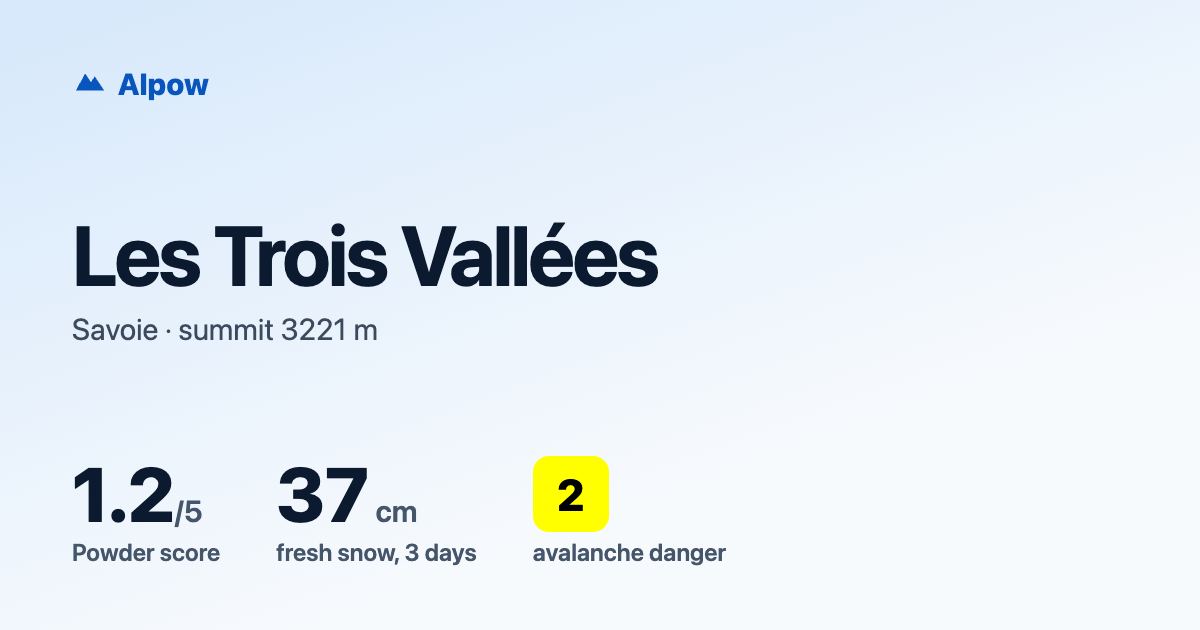 Alpow
Les Trois Vallées
Savoie · summit 3221 m
1.2/5
Powder score
37 cm
fresh snow, 3 days
2
avalanche danger